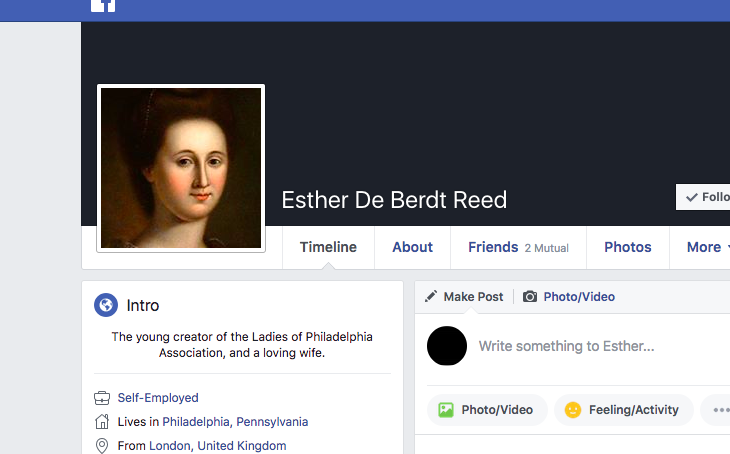 Esther De Berdt Reed
Timeline About Friends 2 Mutual Photos More
Intro
The young creator of the Ladies of Philadelphia
Association, and a loving wife.
Self-Employed
Lives in Philadelphia, Pennsylvania
From London, United Kingdom
Make Post Photo/Video
Write something to Esther...
Photo/Video Feeling/Activity